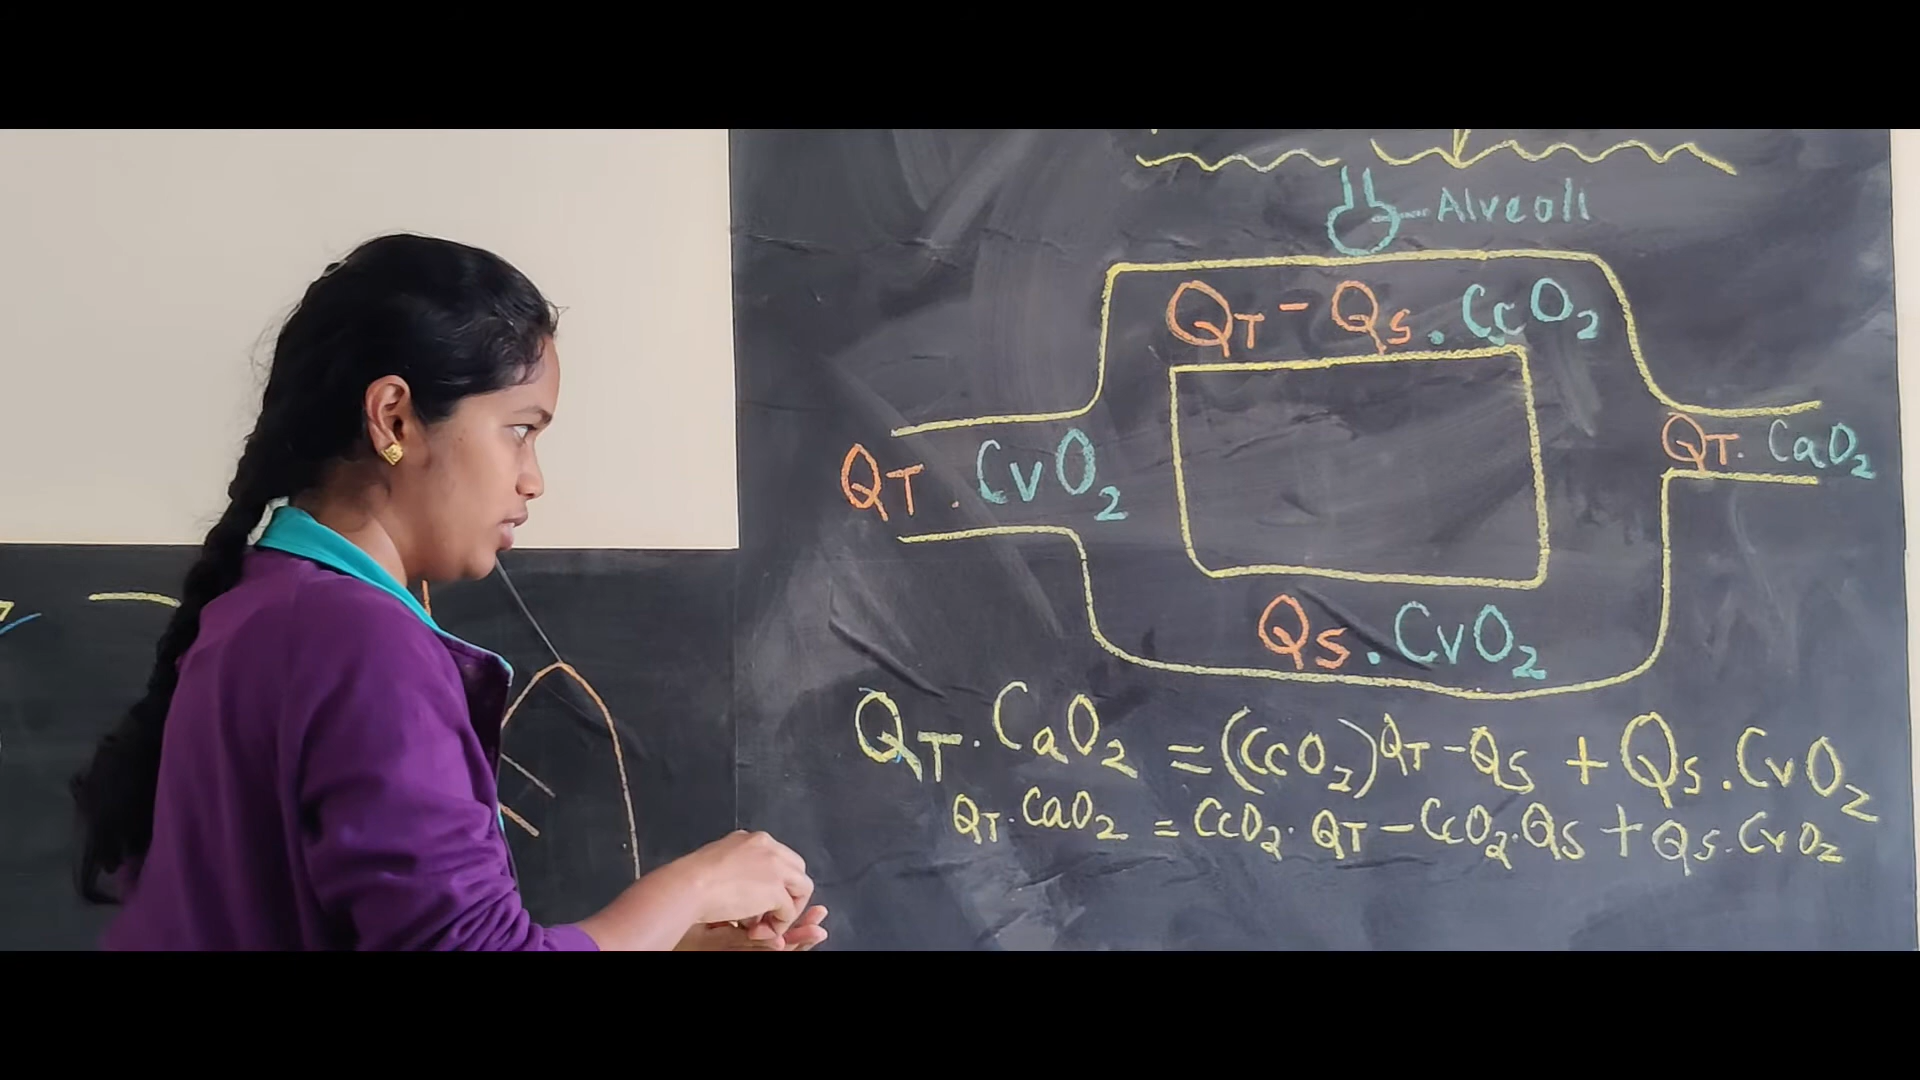 Alveoli
QT - QS . CcO2
QT . CvO2
QT . CaO2
QS . CvO2
QT . CaO2 = (CcO2) QT - QS + QS . CvO2
QT . CaO2 = CcO2 . QT - CcO2 . QS + QS . CvO2